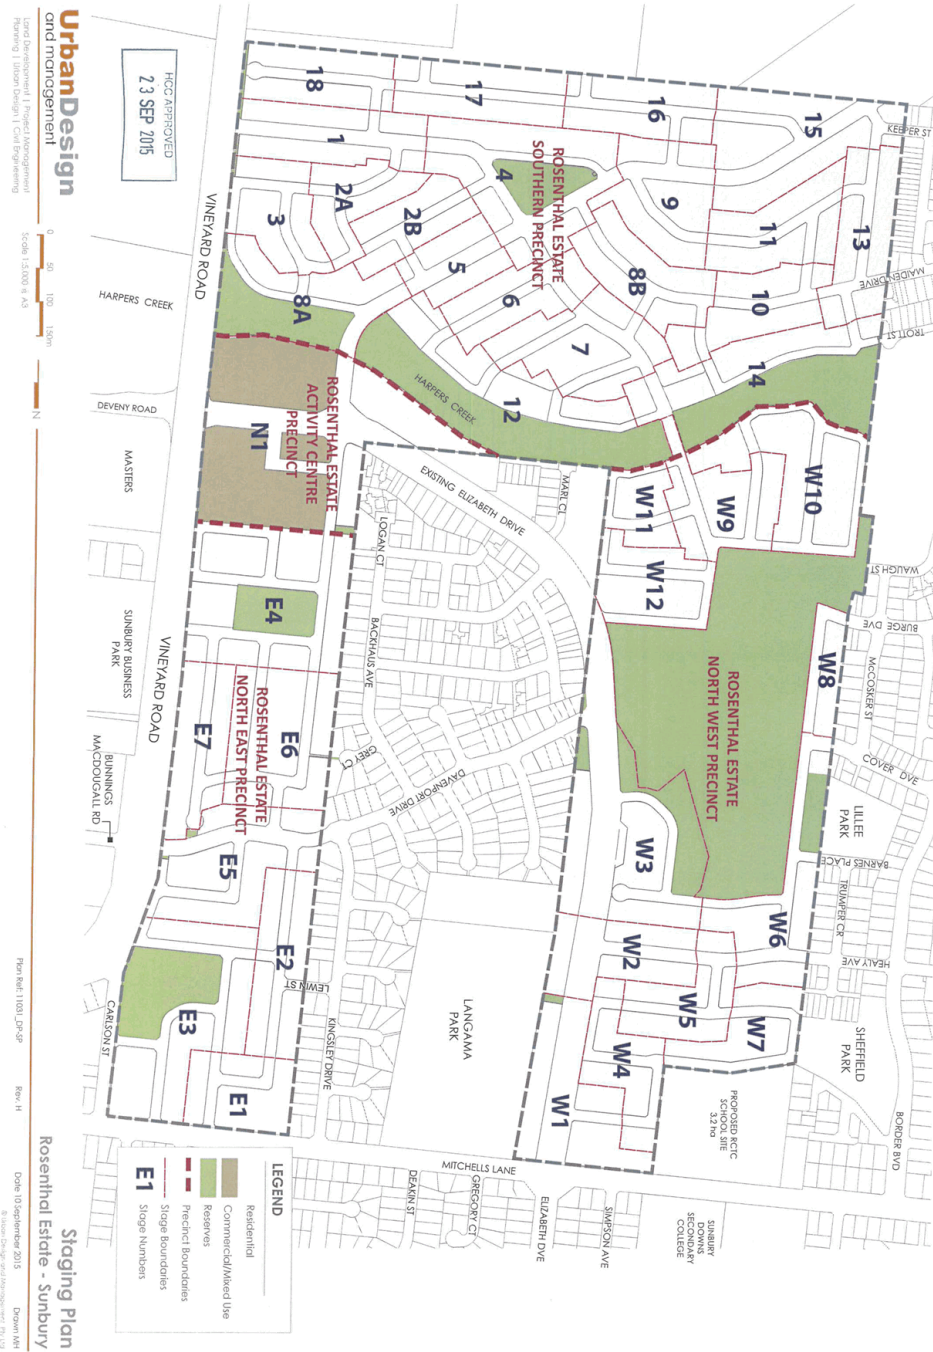 UrbanDesign
and management
Land Development | Project Management
Planning | Urban Design | Civil Engineering
0 50 100 150m
Scale 1:5000 @ A3
N
Plan Ref: 11031_DP-SP
Rev. H
Date 10 September 2015
Drawn MH
Staging Plan
Rosenthal Estate - Sunbury
HCC APPROVED
23 SEP 2015
LEGEND
Residential
Commercial/Mixed Use
Reserves
Precinct Boundaries
Stage Boundaries
E1 Stage Numbers
ROSENTHAL ESTATE
SOUTHERN PRECINCT
ROSENTHAL ESTATE
ACTIVITY CENTRE
PRECINCT
ROSENTHAL ESTATE
NORTH WEST PRECINCT
ROSENTHAL ESTATE
NORTH EAST PRECINCT
18
17
16
15
1
2A
2B
3
4
5
6
7
8A
8B
9
10
11
12
13
14
N1
W1
W2
W3
W4
W5
W6
W7
W8
W9
W10
W11
W12
E1
E2
E3
E4
E5
E6
E7
KEEPER ST
MAIDEN DRIVE
TROTT ST
WAUGH ST
BURGE DVE
McCOSKER ST
COVER DVE
LILLEE
PARK
BARNES PLACE
TRUMPER CR
HEALY AVE
SHEFFIELD
PARK
BORDER BVD
PROPOSED RCTC
SCHOOL SITE
3.2 ha
SUNBURY
DOWNS
SECONDARY
COLLEGE
SIMPSON AVE
ELIZABETH DVE
GREGORY CT
DEAKIN ST
MITCHELLS LANE
LANGAMA
PARK
KINGSLEY DRIVE
LEWIN ST
DAVENPORT DRIVE
GREY CT
BACKHAUS AVE
LOGAN CT
EXISTING ELIZABETH DRIVE
MARL CL
HARPERS CREEK
VINEYARD ROAD
HARPERS CREEK
DEVENY ROAD
MASTERS
SUNBURY BUSINESS
PARK
VINEYARD ROAD
BUNNINGS
MACDOUGALL RD
CARLSON ST